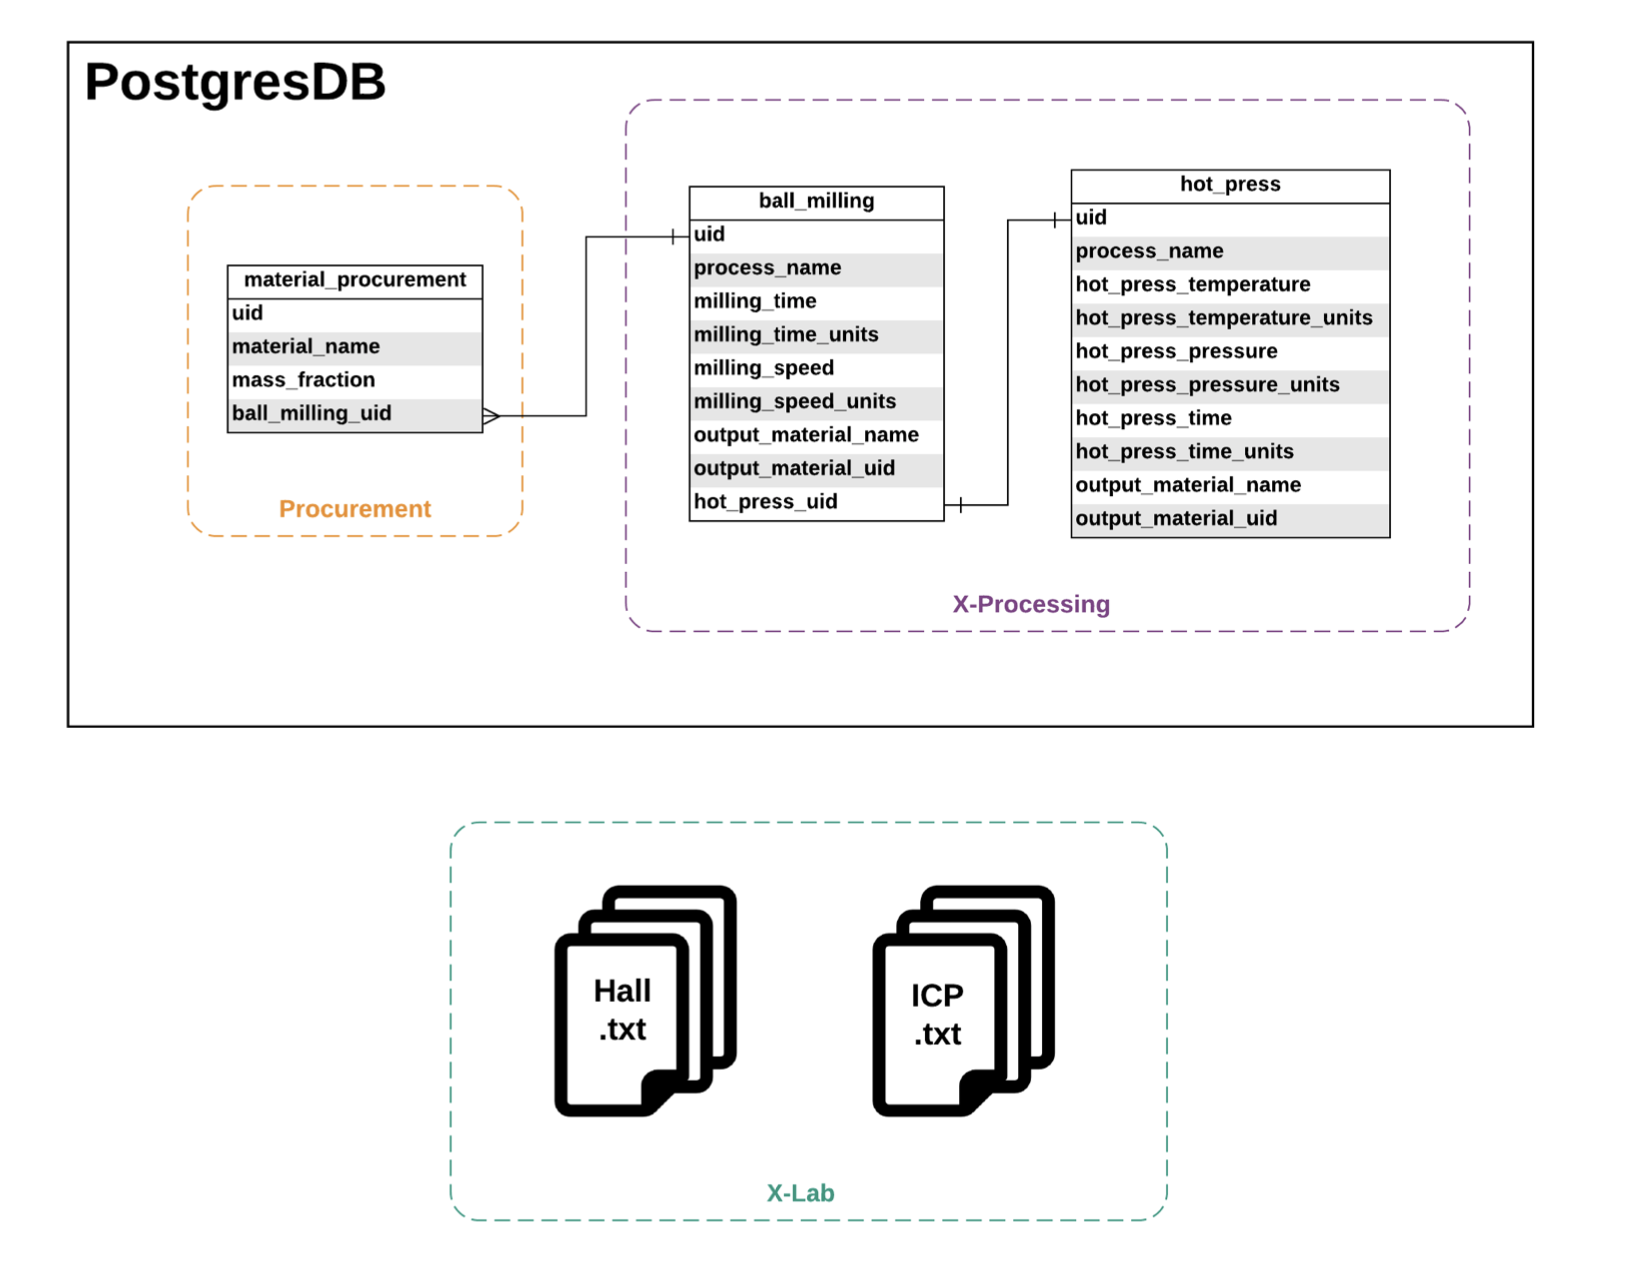 PostgresDB
material_procurement
uid
material_name
mass_fraction
ball_milling_uid
Procurement
ball_milling
uid
process_name
milling_time
milling_time_units
milling_speed
milling_speed_units
output_material_name
output_material_uid
hot_press_uid
hot_press
uid
process_name
hot_press_temperature
hot_press_temperature_units
hot_press_pressure
hot_press_pressure_units
hot_press_time
hot_press_time_units
output_material_name
output_material_uid
X-Processing
Hall
.txt
ICP
.txt
X-Lab